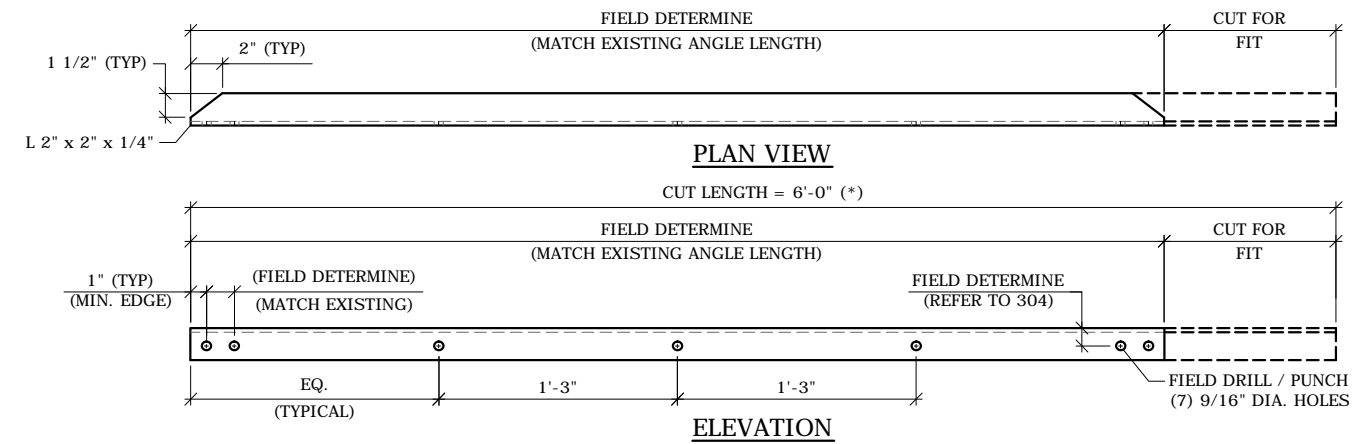 FIELD DETERMINE
(MATCH EXISTING ANGLE LENGTH)
CUT FOR
FIT
2" (TYP)
1 1/2" (TYP)
L 2" x 2" x 1/4"
PLAN VIEW
CUT LENGTH = 6'-0" (*)
FIELD DETERMINE
(MATCH EXISTING ANGLE LENGTH)
CUT FOR
FIT
1" (TYP)
(MIN. EDGE)
(FIELD DETERMINE)
(MATCH EXISTING)
FIELD DETERMINE
(REFER TO 304)
EQ.
(TYPICAL)
1'-3"
1'-3"
FIELD DRILL / PUNCH
(7) 9/16" DIA. HOLES
ELEVATION